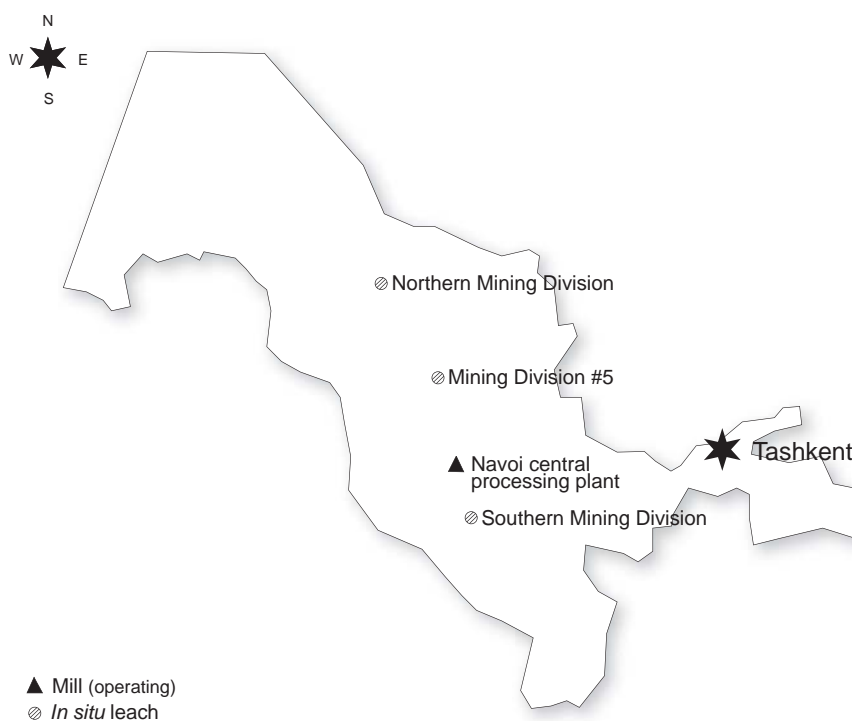 N
W E
S
Northern Mining Division
Mining Division #5
Tashkent
Navoi central
processing plant
Southern Mining Division
Mill (operating)
In situ leach